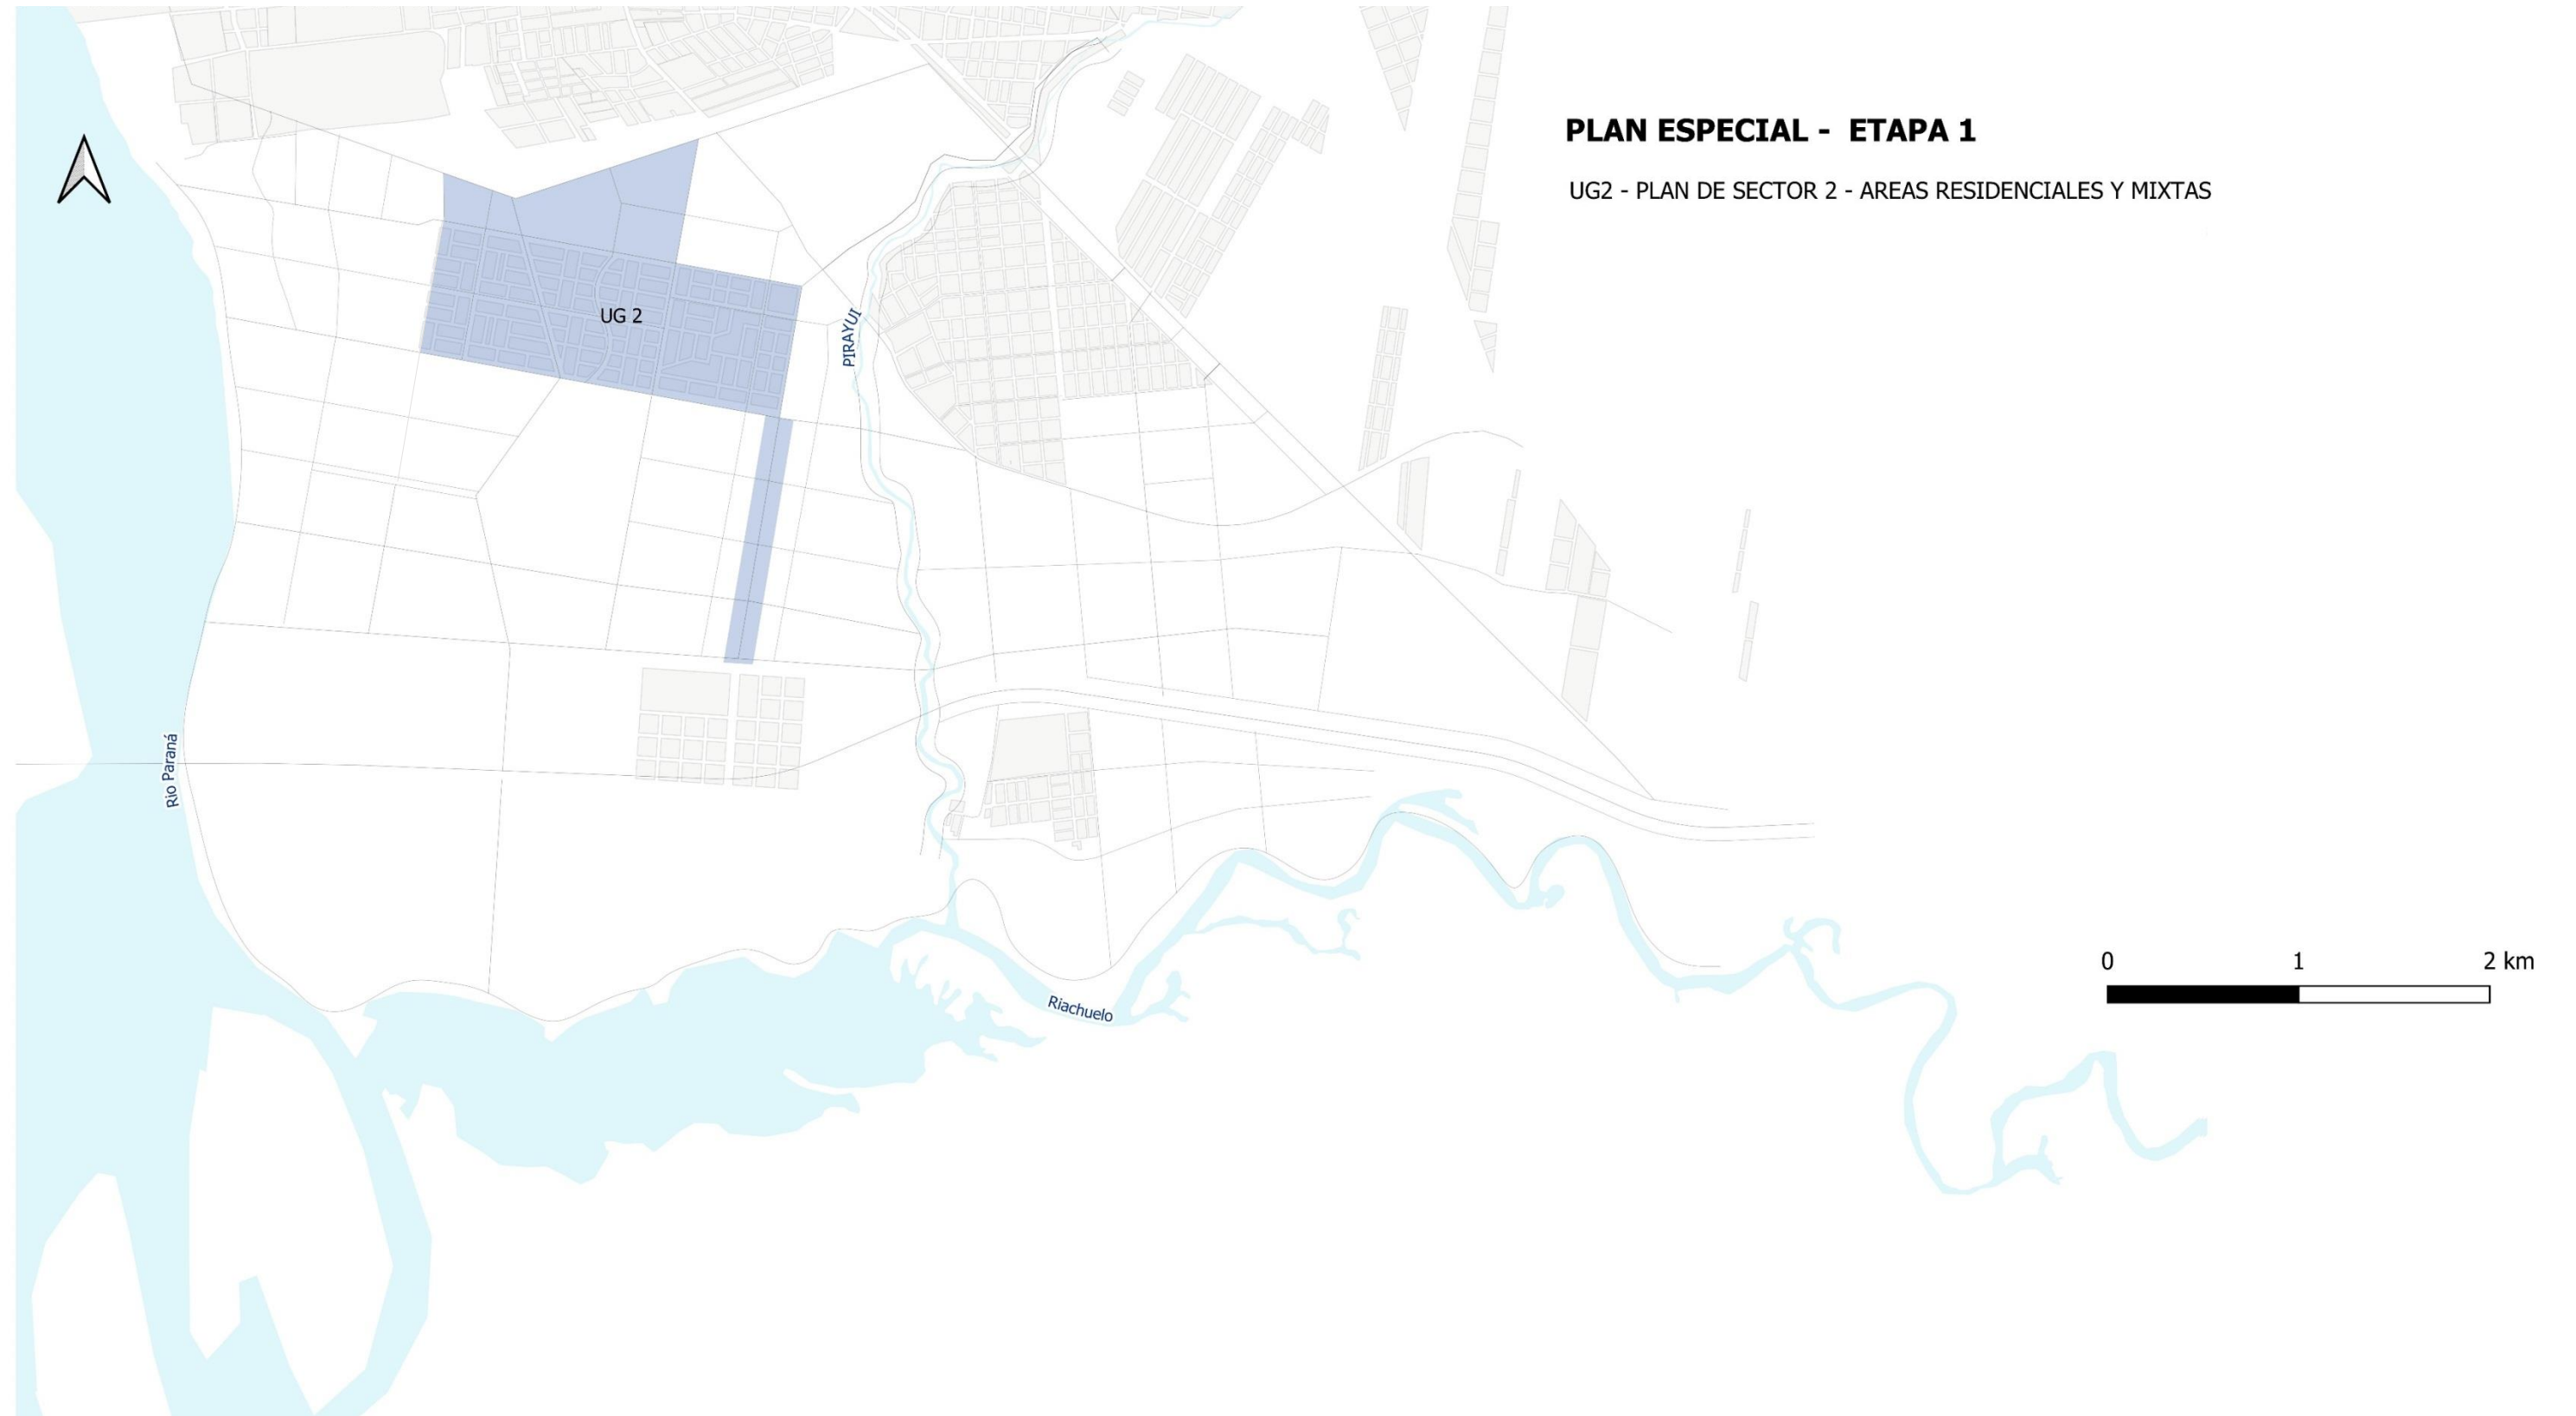 PLAN ESPECIAL - ETAPA 1
UG2 - PLAN DE SECTOR 2 - AREAS RESIDENCIALES Y MIXTAS
UG 2
PIRAYUI
Rio Paraná
Riachuelo
0 1 2 km